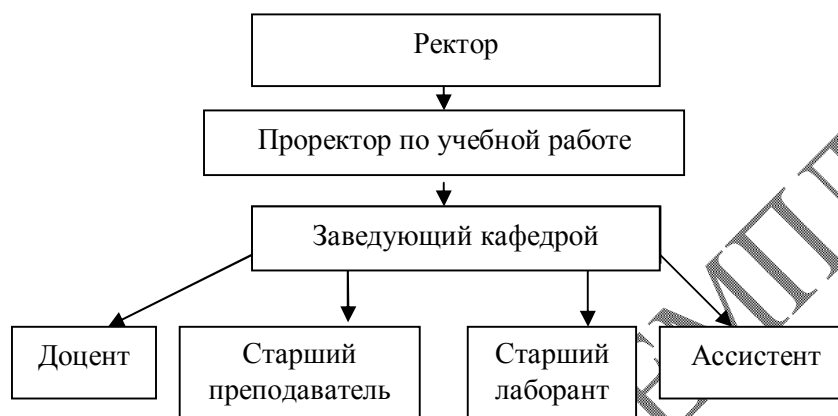 Ректор
Проректор по учебной работе
Заведующий кафедрой
Доцент
Старший
преподаватель
Старший
лаборант
Ассистент